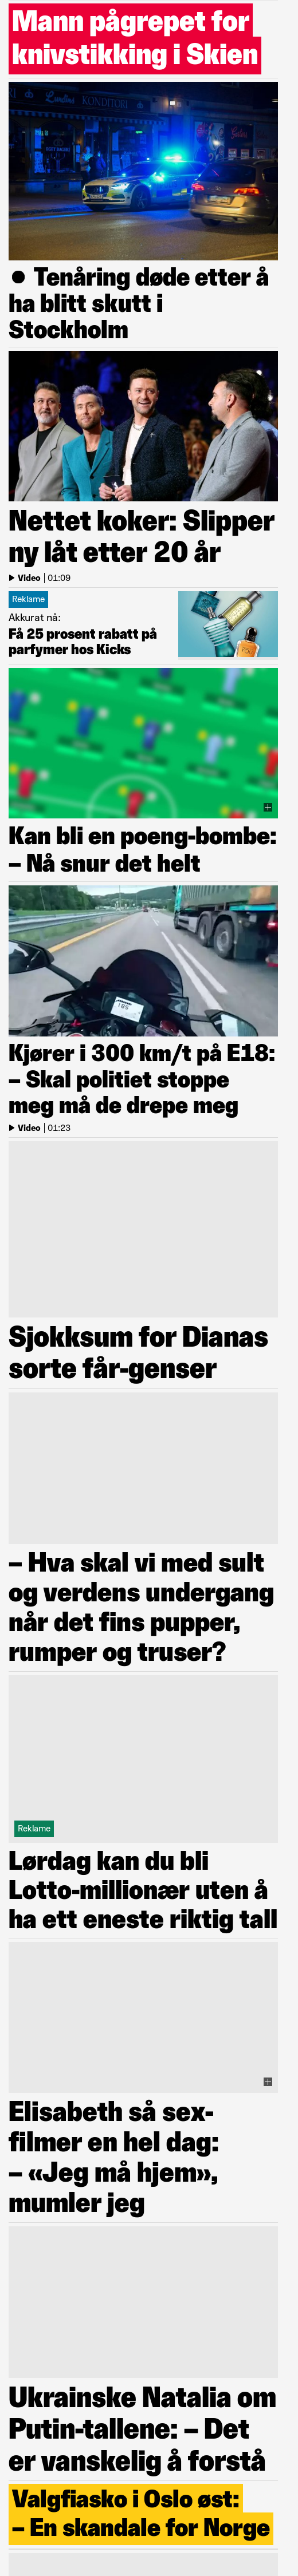 Mann pågrepet for
knivstikking i Skien
Landins KONDITORI
● Tenåring døde etter å
ha blitt skutt i
Stockholm
Nettet koker: Slipper
ny låt etter 20 år
Video | 01:09
Reklame
Akkurat nå:
Få 25 prosent rabatt på
parfymer hos Kicks
Kan bli en poeng-bombe:
– Nå snur det helt
Kjører i 300 km/t på E18:
– Skal politiet stoppe
meg må de drepe meg
Video | 01:23
Sjokksum for Dianas
sorte får-genser
– Hva skal vi med sult
og verdens undergang
når det fins pupper,
rumper og truser?
Reklame
Lørdag kan du bli
Lotto-millionær uten å
ha ett eneste riktig tall
Elisabeth så sex-
filmer en hel dag:
– «Jeg må hjem»,
mumler jeg
Ukrainske Natalia om
Putin-tallene: – Det
er vanskelig å forstå
Valgfiasko i Oslo øst:
– En skandale for Norge